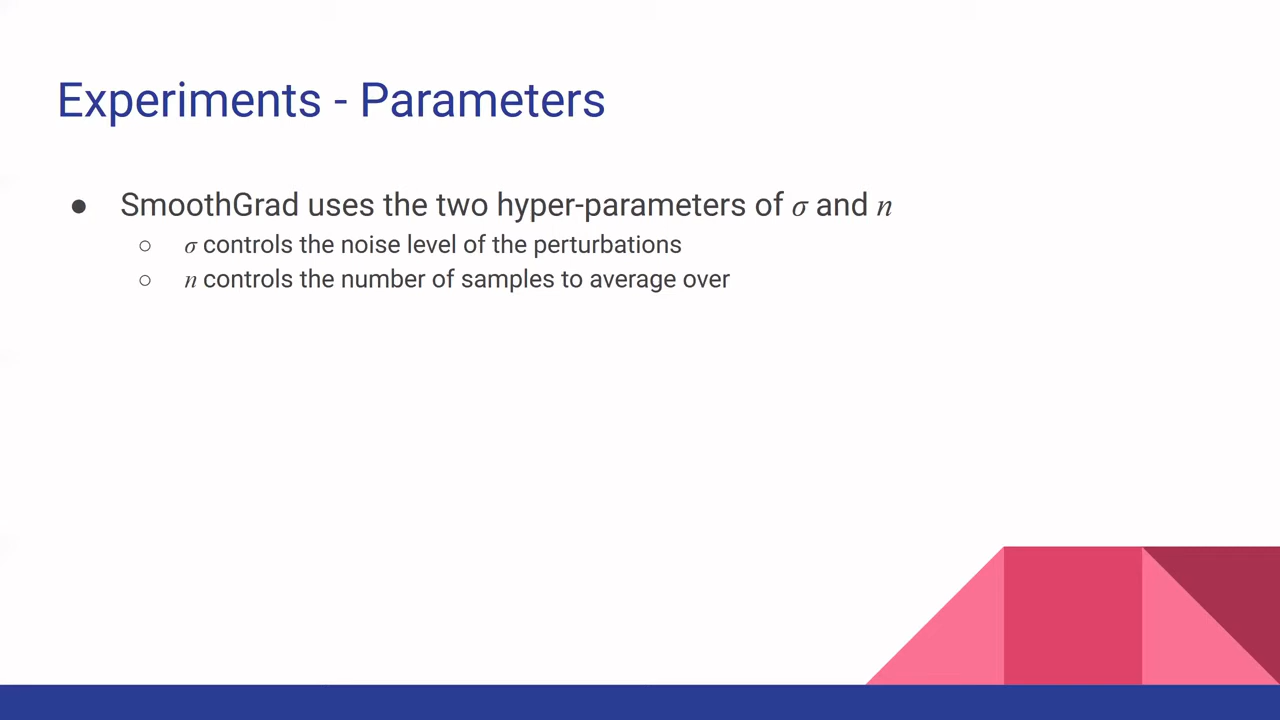 Experiments - Parameters
● SmoothGrad uses the two hyper-parameters of σ and n
○ σ controls the noise level of the perturbations
○ n controls the number of samples to average over